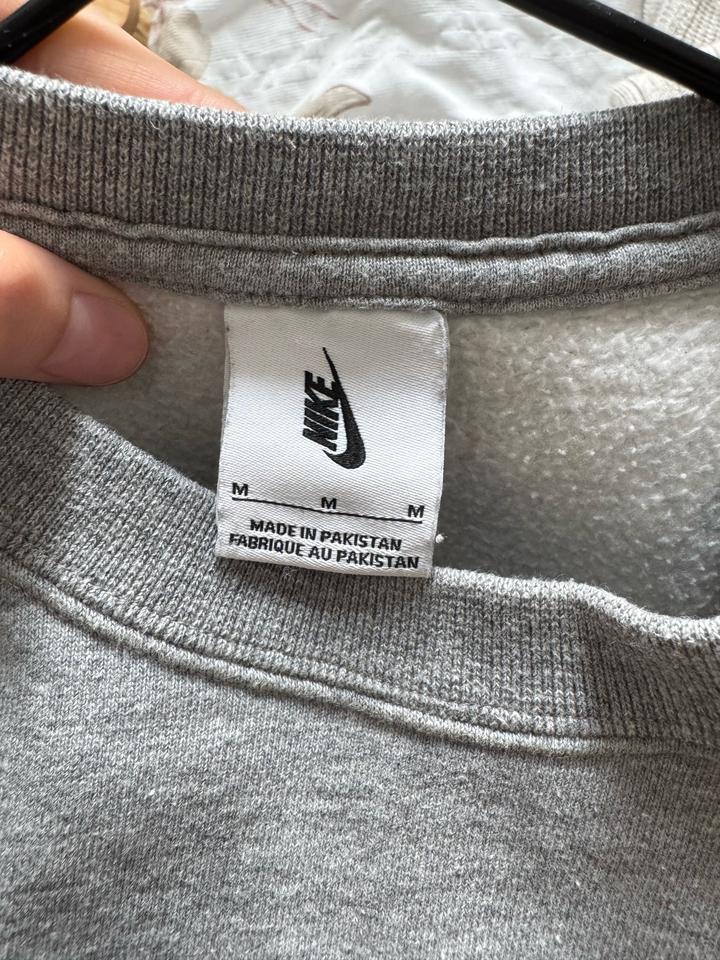 NIKE
M M M
MADE IN PAKISTAN
FABRIQUE AU PAKISTAN